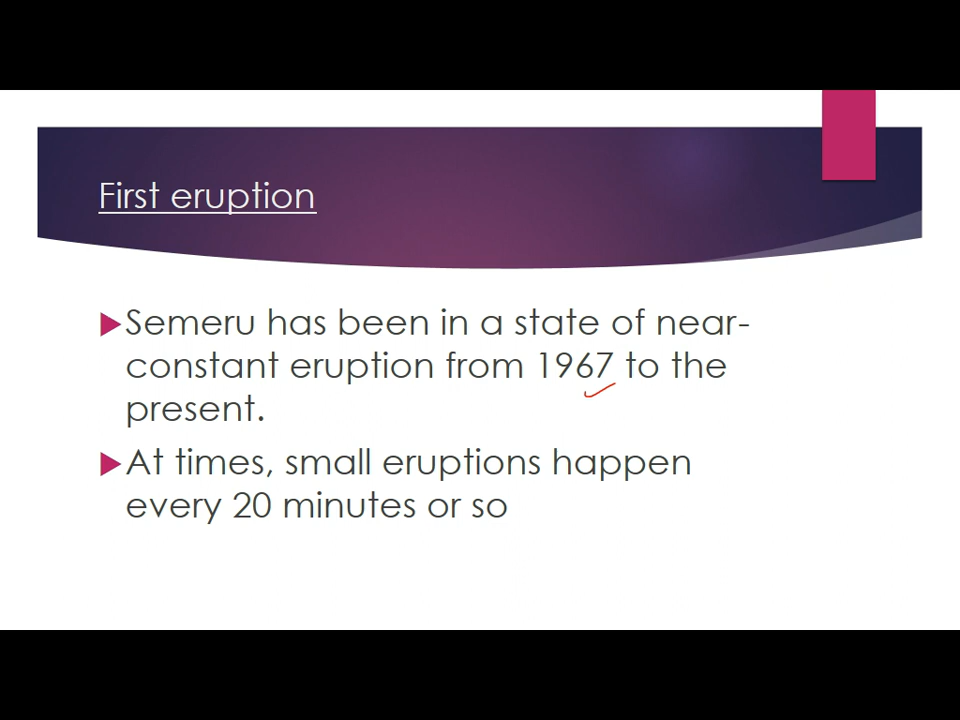 First eruption
Semeru has been in a state of near-
constant eruption from 1967 to the
present.
At times, small eruptions happen
every 20 minutes or so